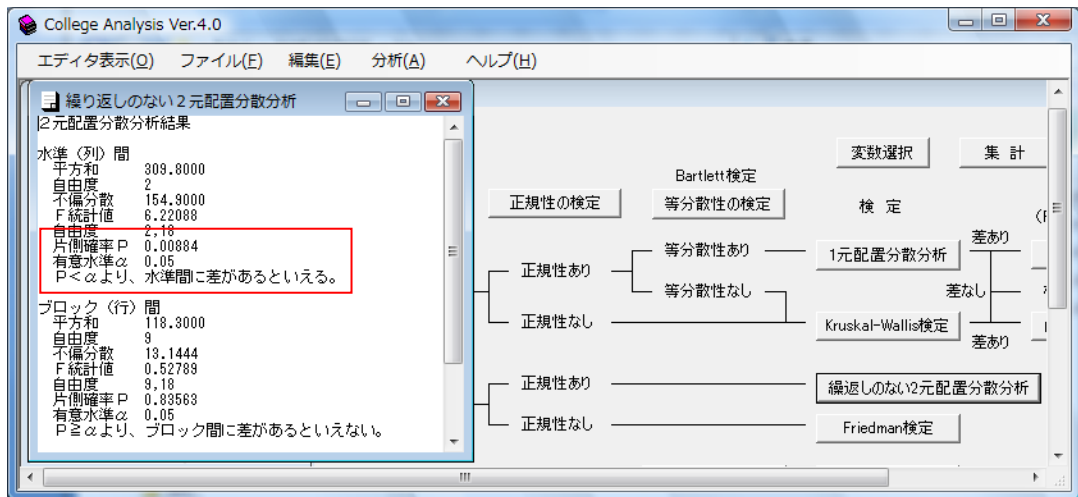 College Analysis Ver.4.0
エディタ表示(O) ファイル(F) 編集(E) 分析(A) ヘルプ(H)
繰り返しのない2元配置分散分析
2元配置分散分析結果
水準（列）間
平方和 309.8000
自由度 2
不偏分散 154.9000
F統計値 6.22088
自由度 2,18
片側確率P 0.00884
有意水準α 0.05
P<αより、水準間に差があるといえる。
ブロック（行）間
平方和 118.3000
自由度 9
不偏分散 13.1444
F統計値 0.52789
自由度 9,18
片側確率P 0.83563
有意水準α 0.05
P≧αより、ブロック間に差があるといえない。
変数選択 集 計
Bartlett検定
正規性の検定 等分散性の検定 検 定
差あり
等分散性あり 1元配置分散分析
正規性あり
等分散性なし 差なし
正規性なし Kruskal-Wallis検定
差あり
正規性あり 繰返しのない2元配置分散分析
正規性なし Friedman検定